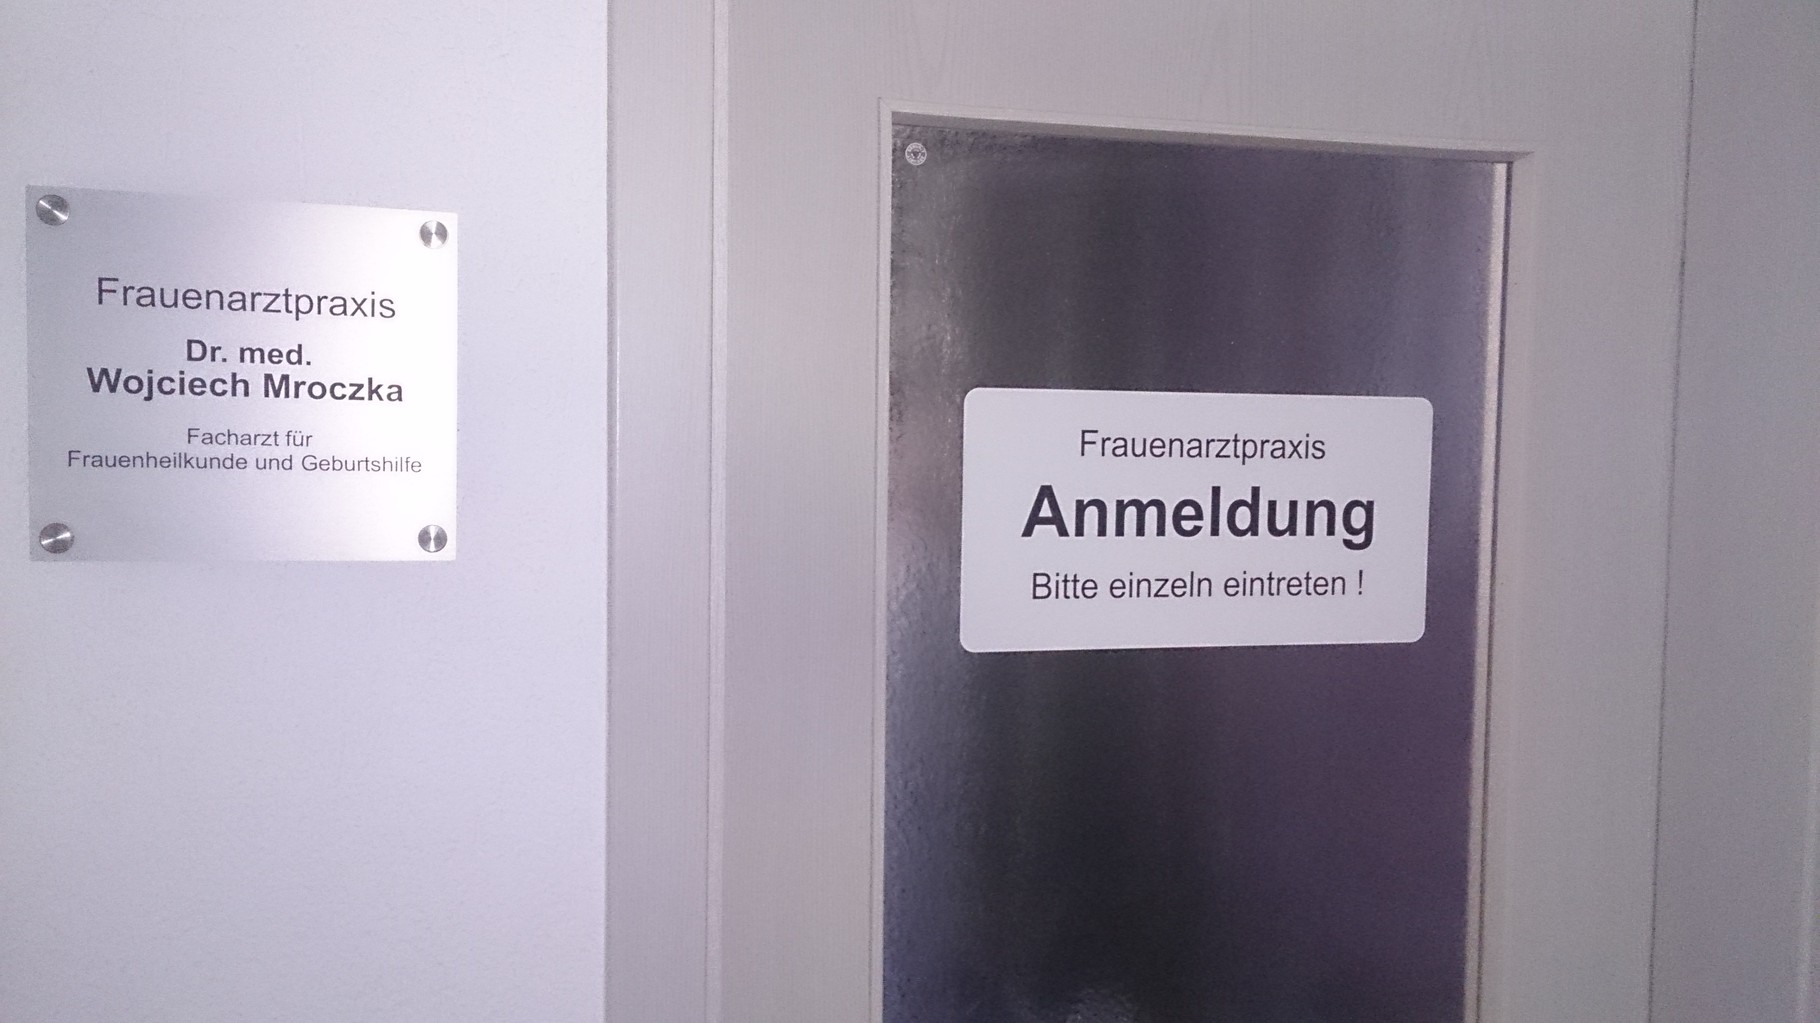 Frauenarztpraxis
Dr. med.
Wojciech Mroczka
Facharzt für
Frauenheilkunde und Geburtshilfe
Frauenarztpraxis
Anmeldung
Bitte einzeln eintreten !